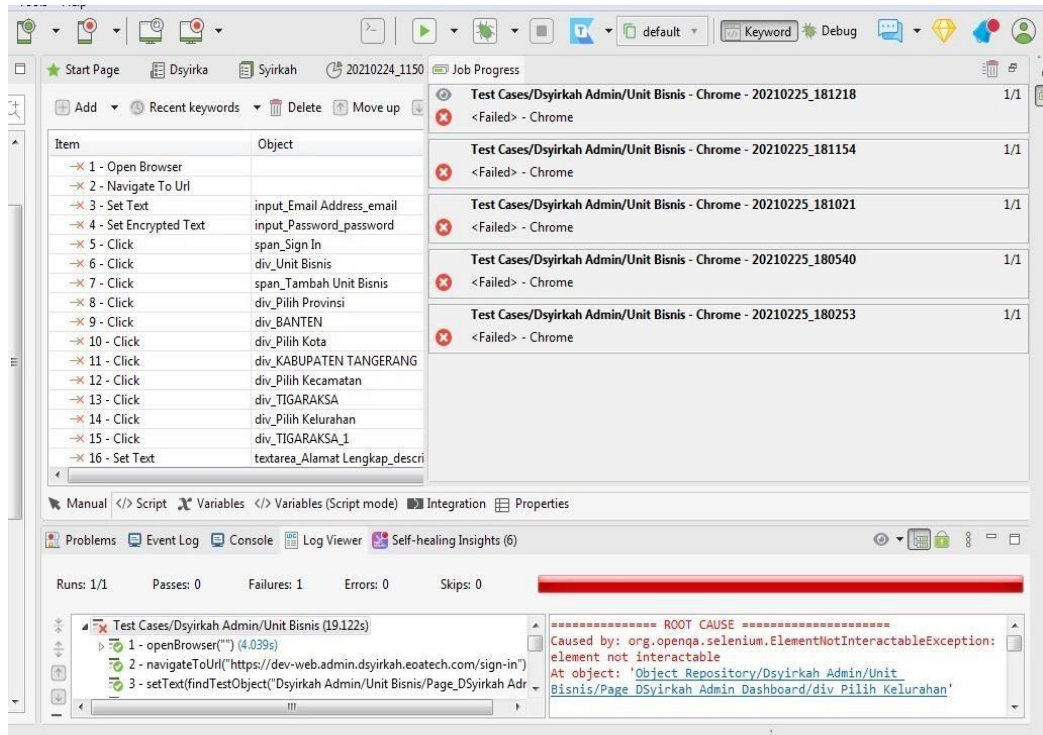 default
Keyword
Debug
Start Page
Dsyirka
Syirkah
20210224_1150
Job Progress
Add
Recent keywords
Delete
Move up
Item Object
1 - Open Browser
2 - Navigate To Url
3 - Set Text input_Email Address_email
4 - Set Encrypted Text input_Password_password
5 - Click span_Sign In
6 - Click div_Unit Bisnis
7 - Click span_Tambah Unit Bisnis
8 - Click div_Pilih Provinsi
9 - Click div_BANTEN
10 - Click div_Pilih Kota
11 - Click div_KABUPATEN TANGERANG
12 - Click div_Pilih Kecamatan
13 - Click div_TIGARAKSA
14 - Click div_Pilih Kelurahan
15 - Click div_TIGARAKSA_1
16 - Set Text textarea_Alamat Lengkap_descri
Test Cases/Dsyirkah Admin/Unit Bisnis - Chrome - 20210225_181218 1/1
<Failed> - Chrome
Test Cases/Dsyirkah Admin/Unit Bisnis - Chrome - 20210225_181154 1/1
<Failed> - Chrome
Test Cases/Dsyirkah Admin/Unit Bisnis - Chrome - 20210225_181021 1/1
<Failed> - Chrome
Test Cases/Dsyirkah Admin/Unit Bisnis - Chrome - 20210225_180540 1/1
<Failed> - Chrome
Test Cases/Dsyirkah Admin/Unit Bisnis - Chrome - 20210225_180253 1/1
<Failed> - Chrome
Manual </> Script Variables </> Variables (Script mode) Integration Properties
Problems Event Log Console Log Viewer Self-healing Insights (6)
Runs: 1/1 Passes: 0 Failures: 1 Errors: 0 Skips: 0
Test Cases/Dsyirkah Admin/Unit Bisnis (19.122s)
1 - openBrowser("") (4.039s)
2 - navigateToUrl("https://dev-web.admin.dsyirkah.eoatech.com/sign-in")
3 - setText(findTestObject("Dsyirkah Admin/Unit Bisnis/Page_DSyirkah Adr
=============== ROOT CAUSE =====================
Caused by: org.openqa.selenium.ElementNotInteractableException:
element not interactable
At object: 'Object Repository/Dsyirkah Admin/Unit
Bisnis/Page_DSyirkah Admin Dashboard/div_Pilih Kelurahan'